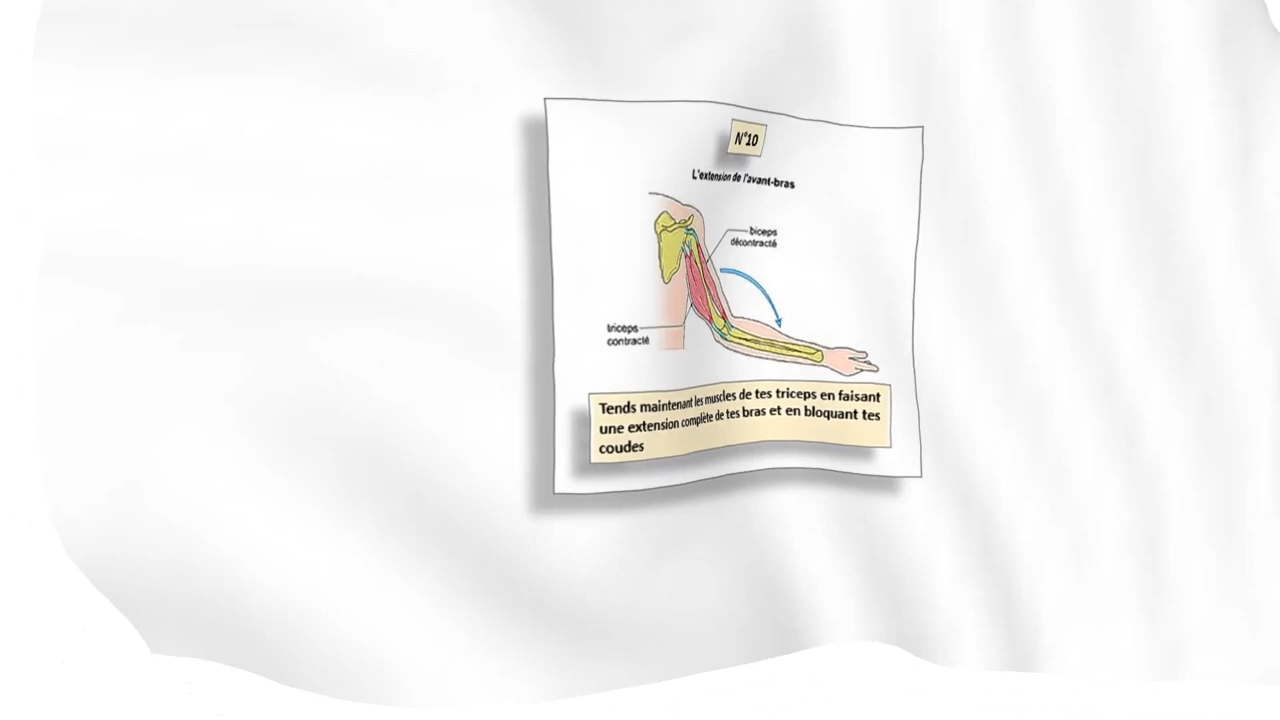 N°10
L'extension de l'avant-bras
biceps
décontracté
triceps
contracté
Tends maintenant les muscles de tes triceps en faisant
une extension complète de tes bras et en bloquant tes
coudes